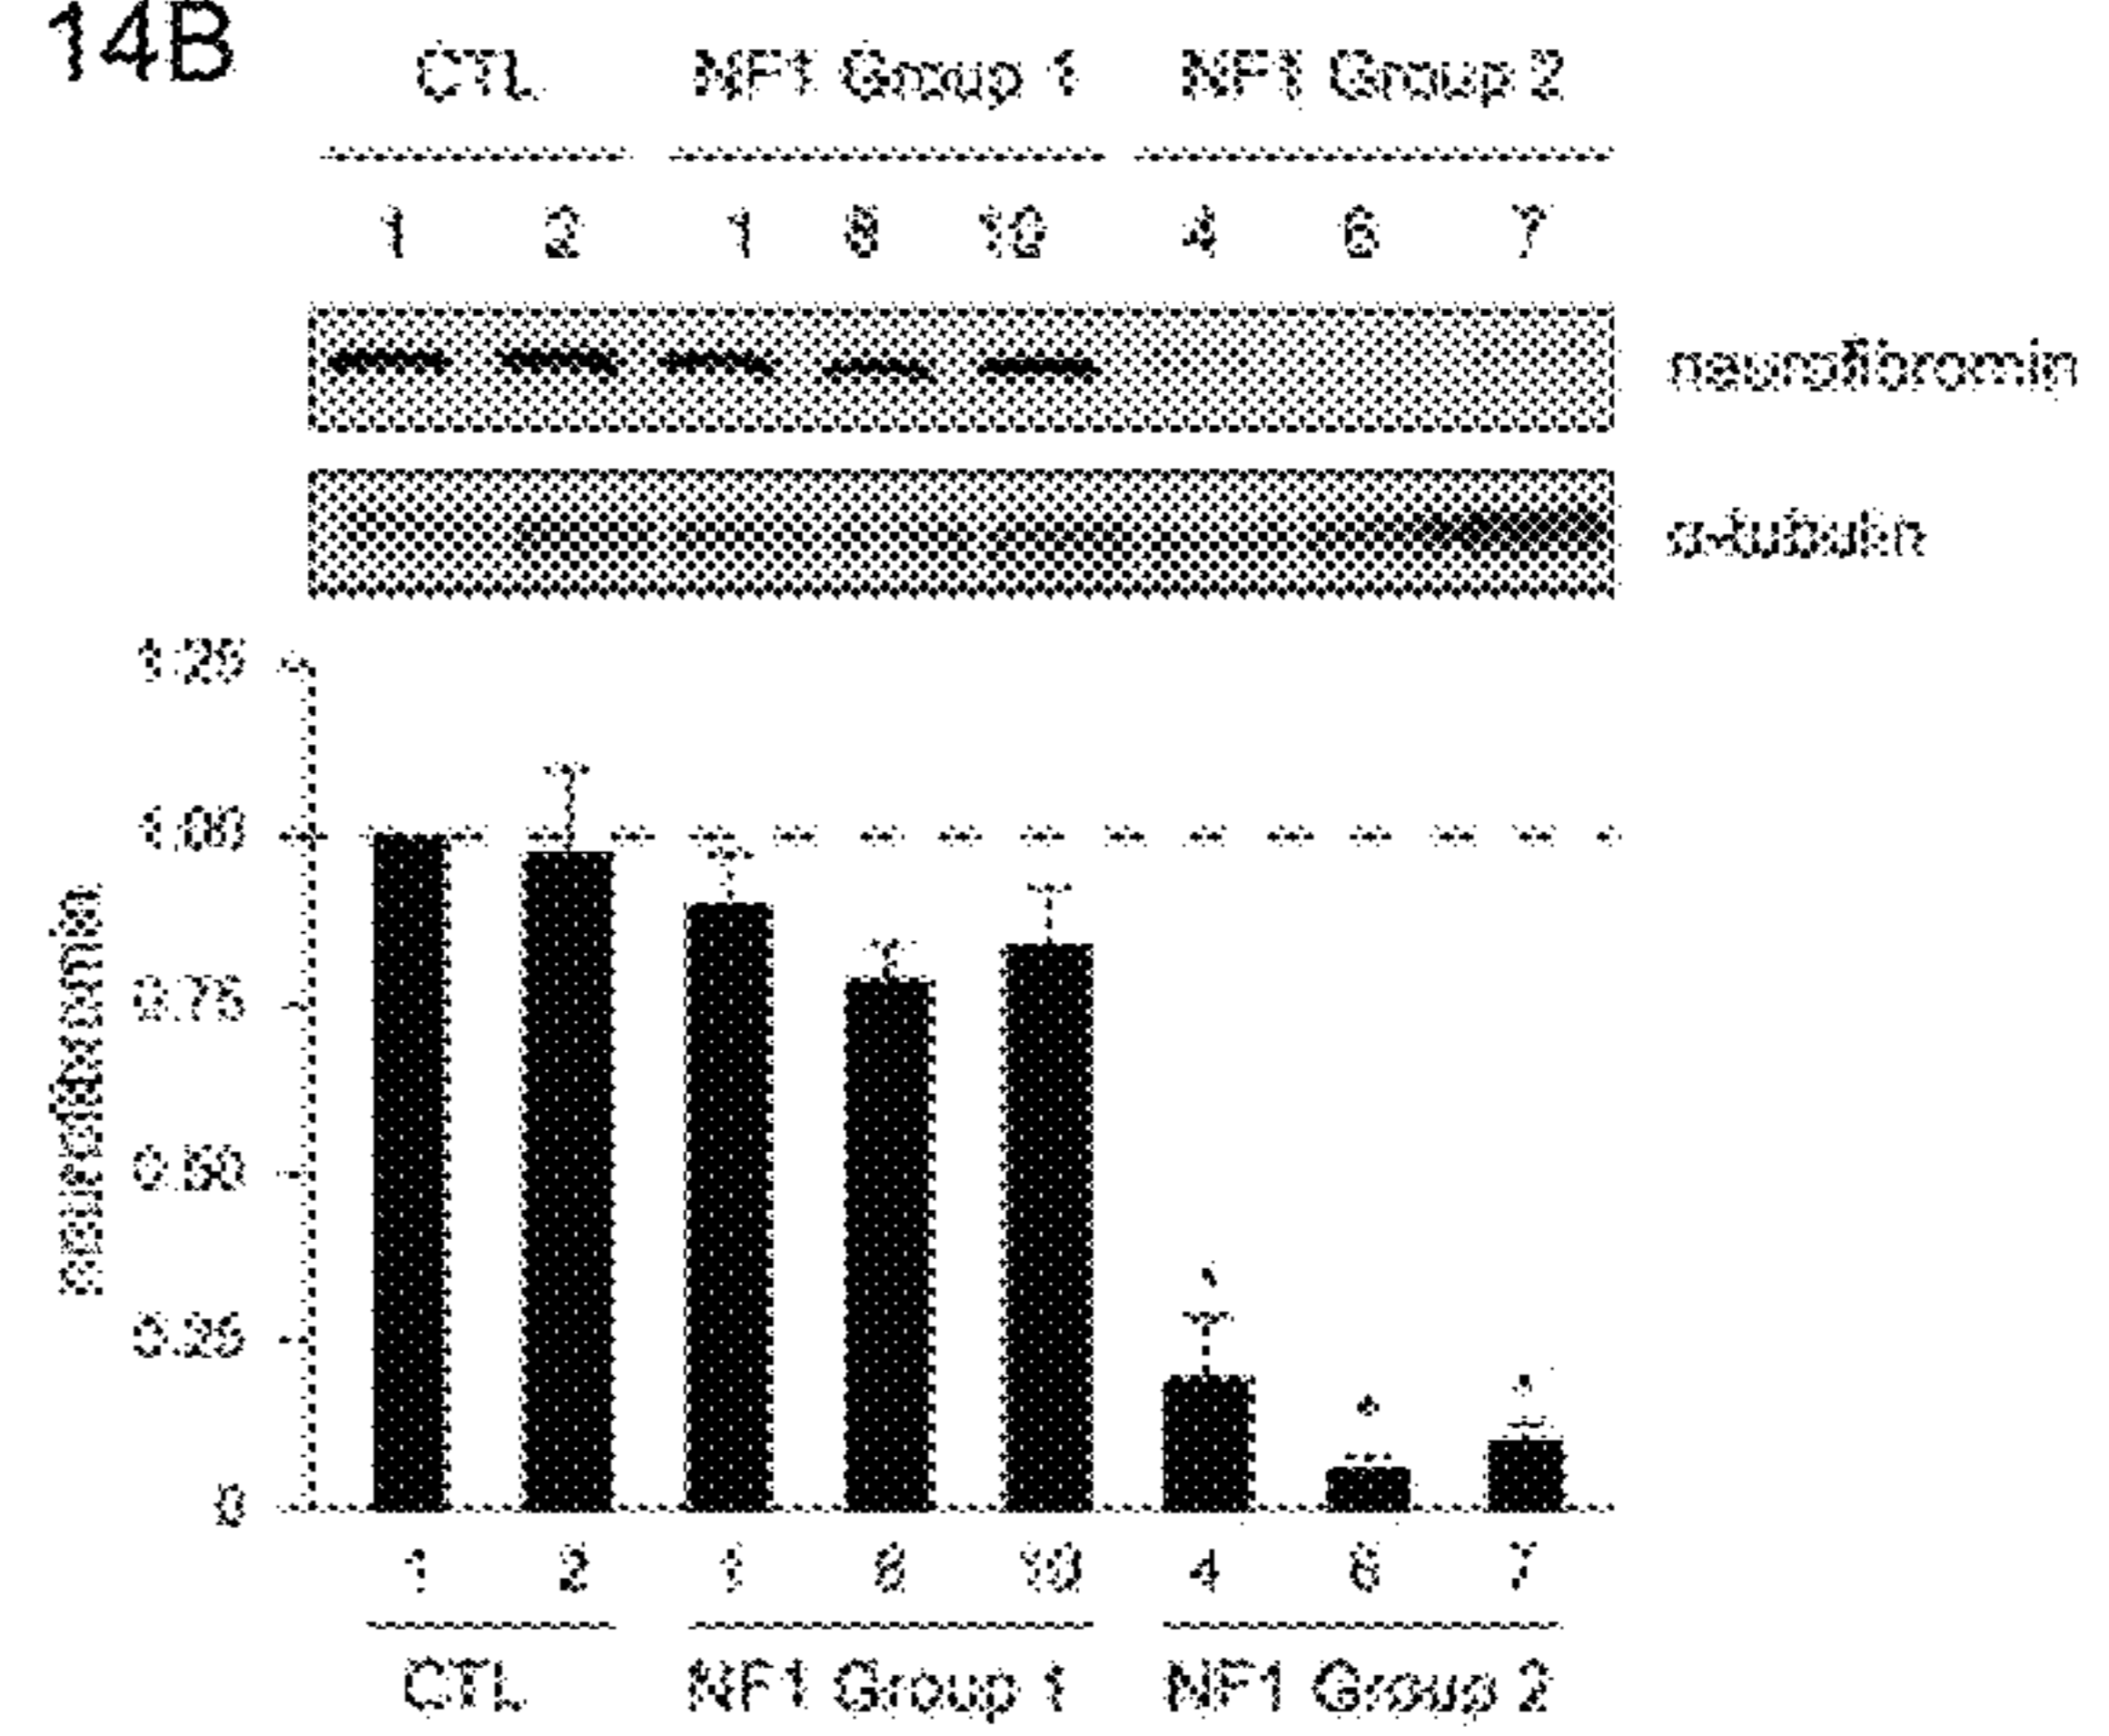 14B
CTL NF1 Group 1 NF1 Group 2
1 2 1 8 10 4 6 7
neurofibromin
α-tubulin
1.25
1.00
0.75
0.50
0.25
0
neurofibromin
1 2 1 8 10 4 6 7
CTL NF1 Group 1 NF1 Group 2